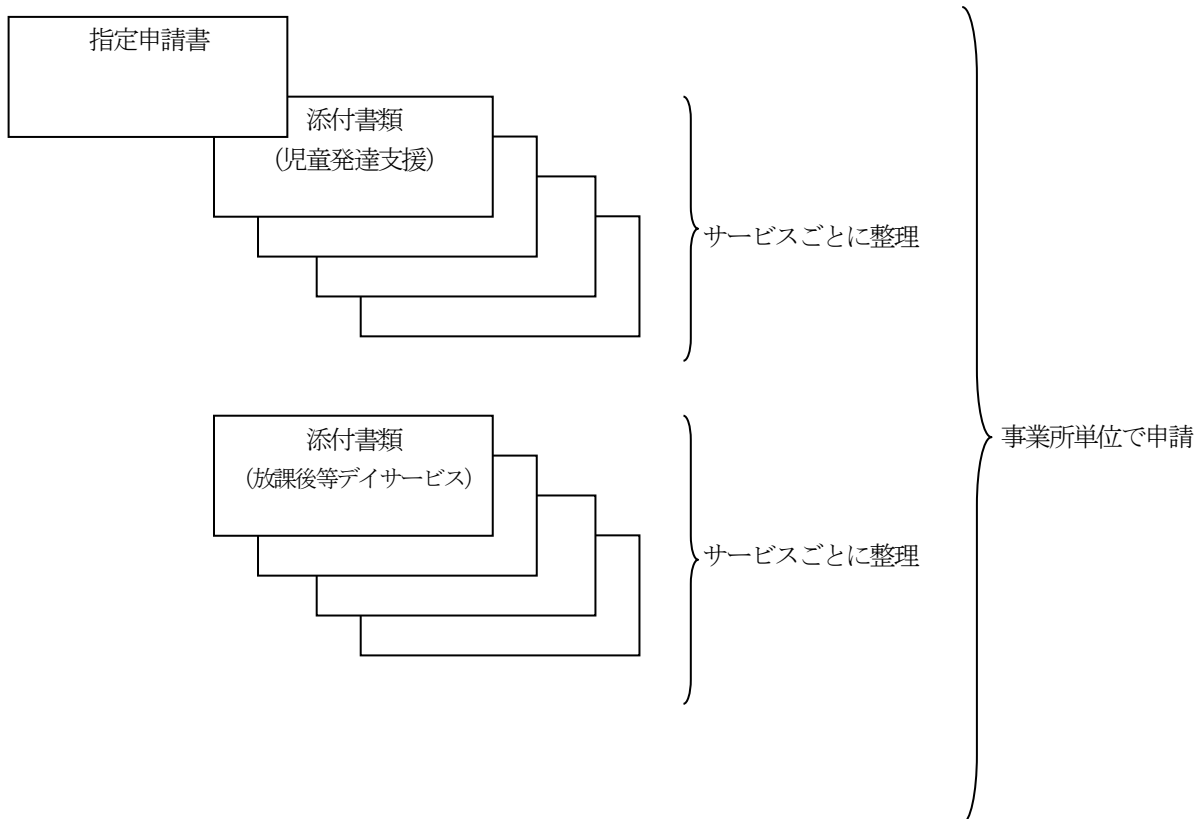 指定申請書
添付書類
（児童発達支援）
サービスごとに整理
事業所単位で申請
添付書類
（放課後等デイサービス）
サービスごとに整理